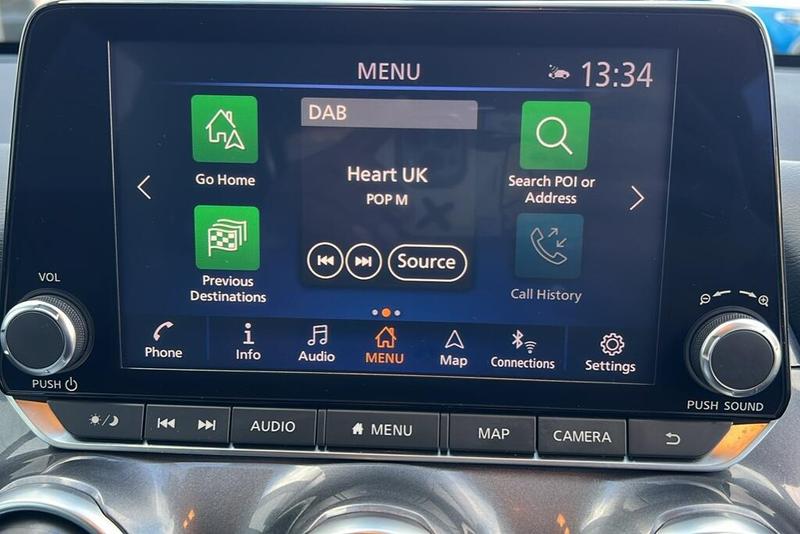 MENU
13:34
DAB
Go Home
Heart UK
POP M
Search POI or
Address
Previous
Destinations
Source
Call History
Phone
Info
Audio
MENU
Map
Connections
Settings
VOL
PUSH
PUSH SOUND
AUDIO
MENU
MAP
CAMERA